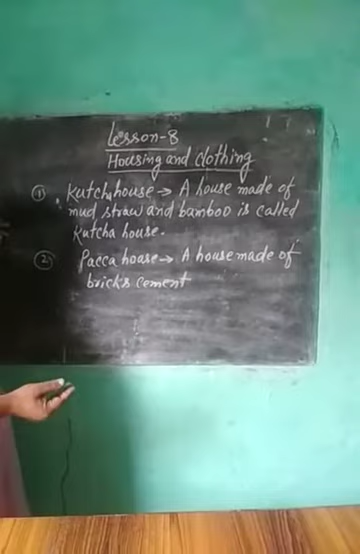 Lesson-8
Housing and clothing
① Kutcha house → A house made of
mud straw and bamboo is called
Kutcha house.
② Pacca hoase → A house made of
bricks cement